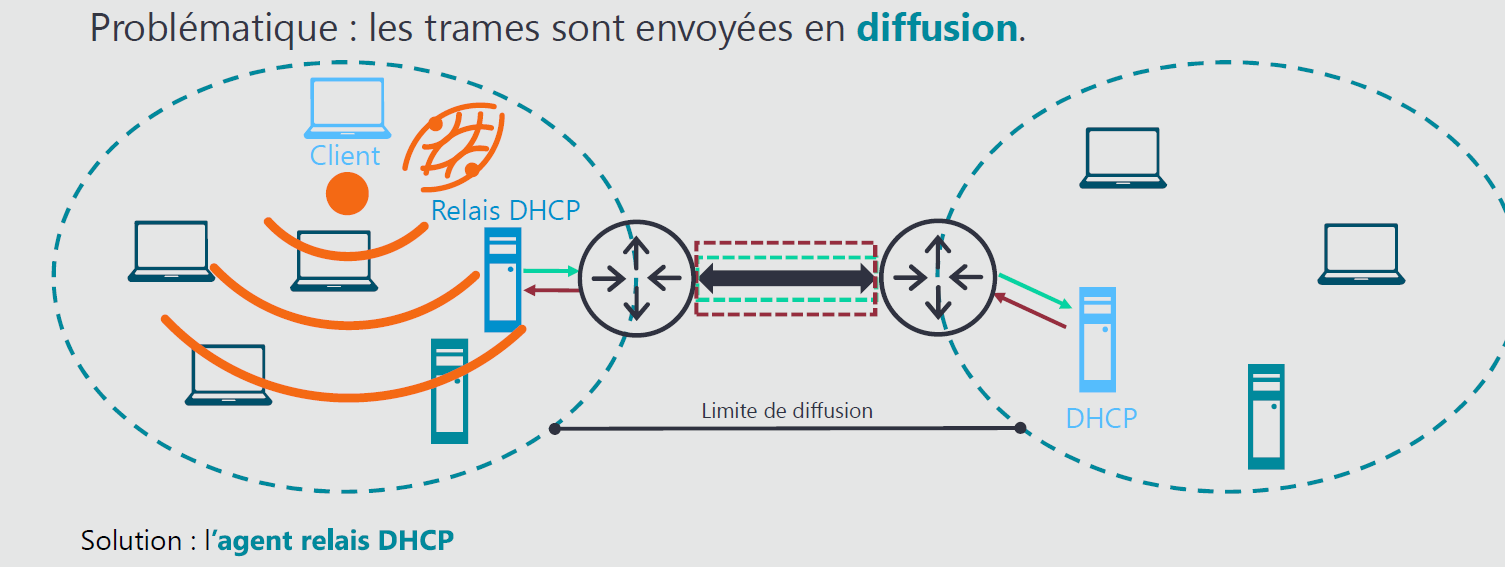 Problématique : les trames sont envoyées en diffusion.
Client
Relais DHCP
Limite de diffusion
DHCP
Solution : l'agent relais DHCP